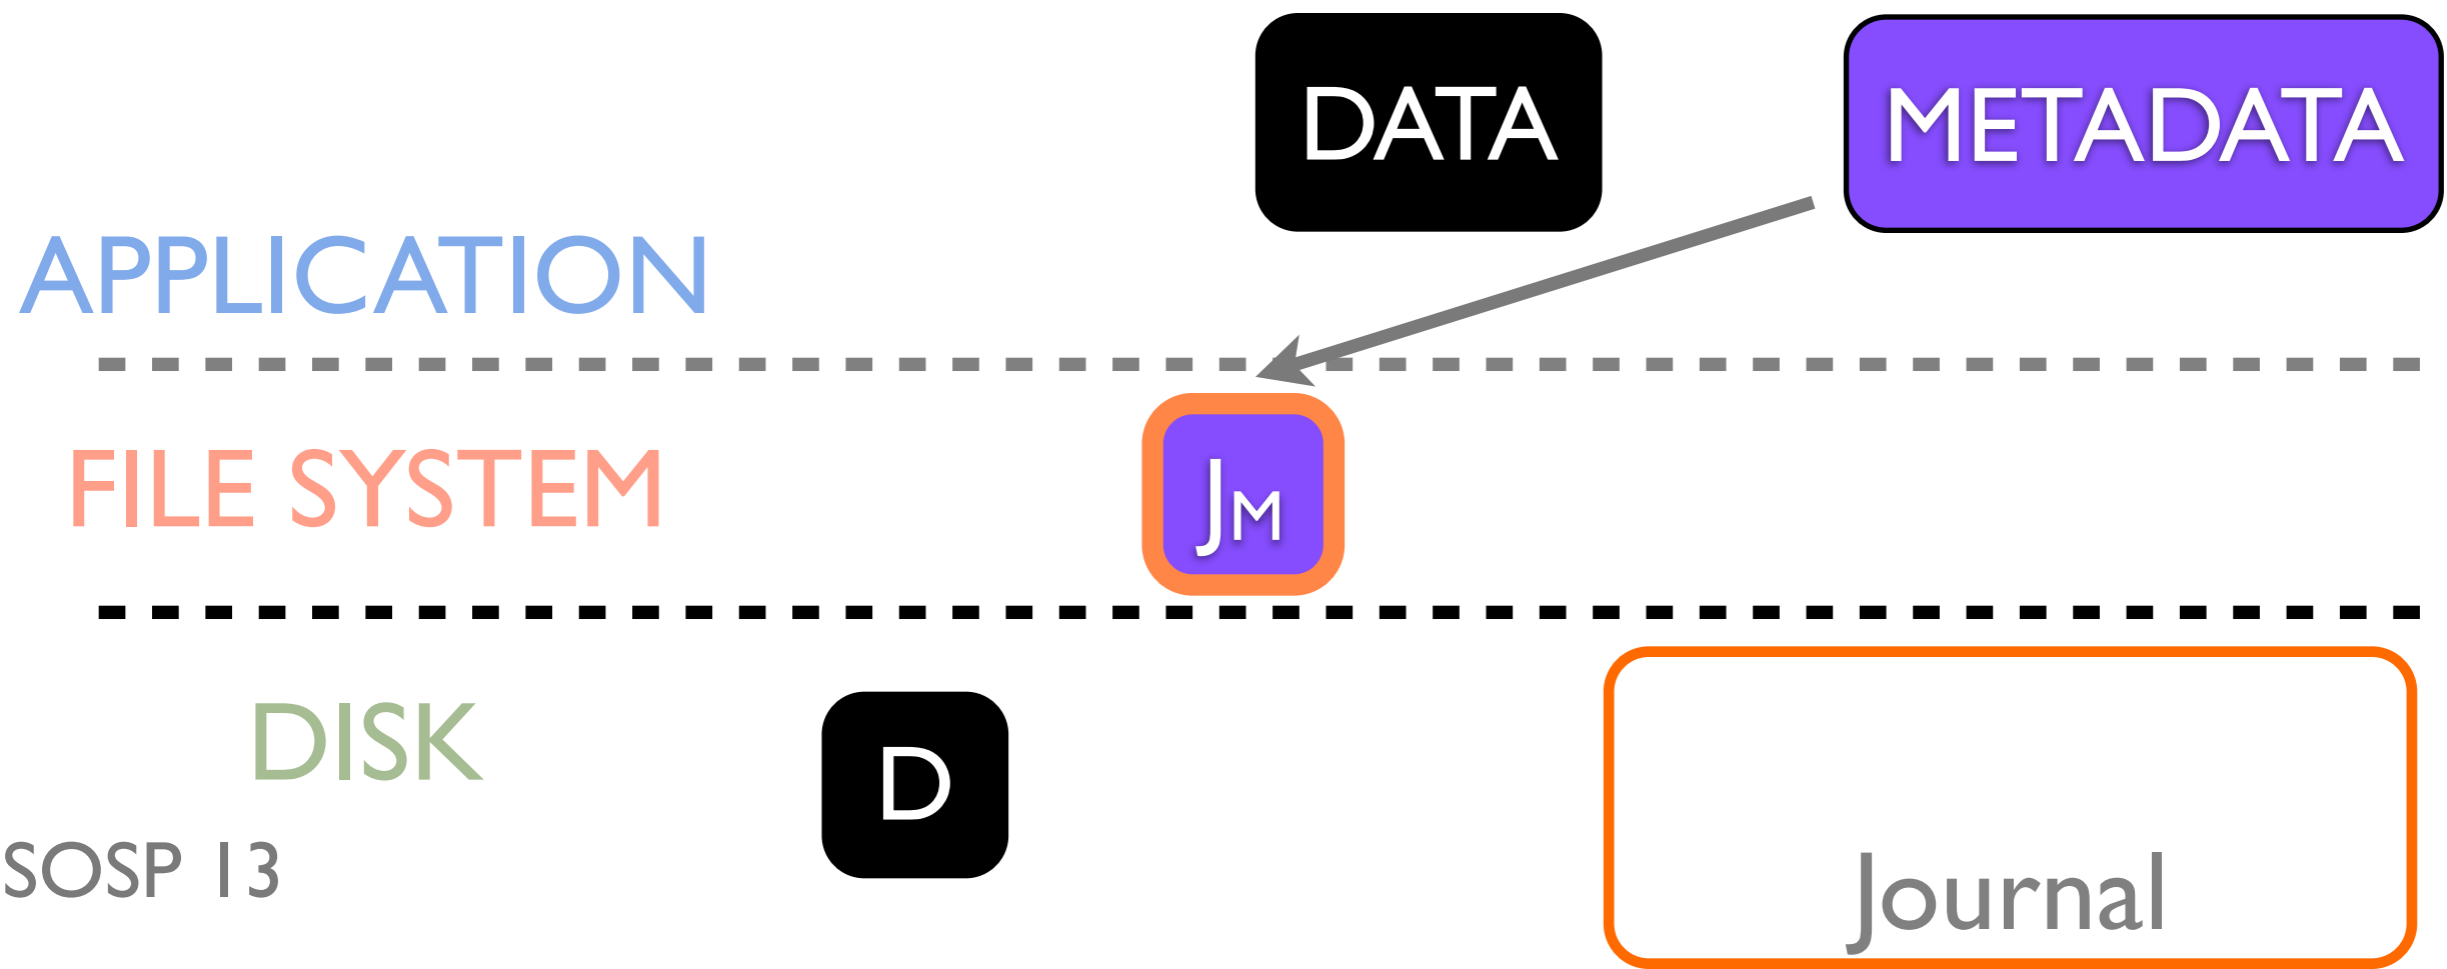 DATA
METADATA
APPLICATION
FILE SYSTEM
JM
DISK
D
SOSP 13
Journal